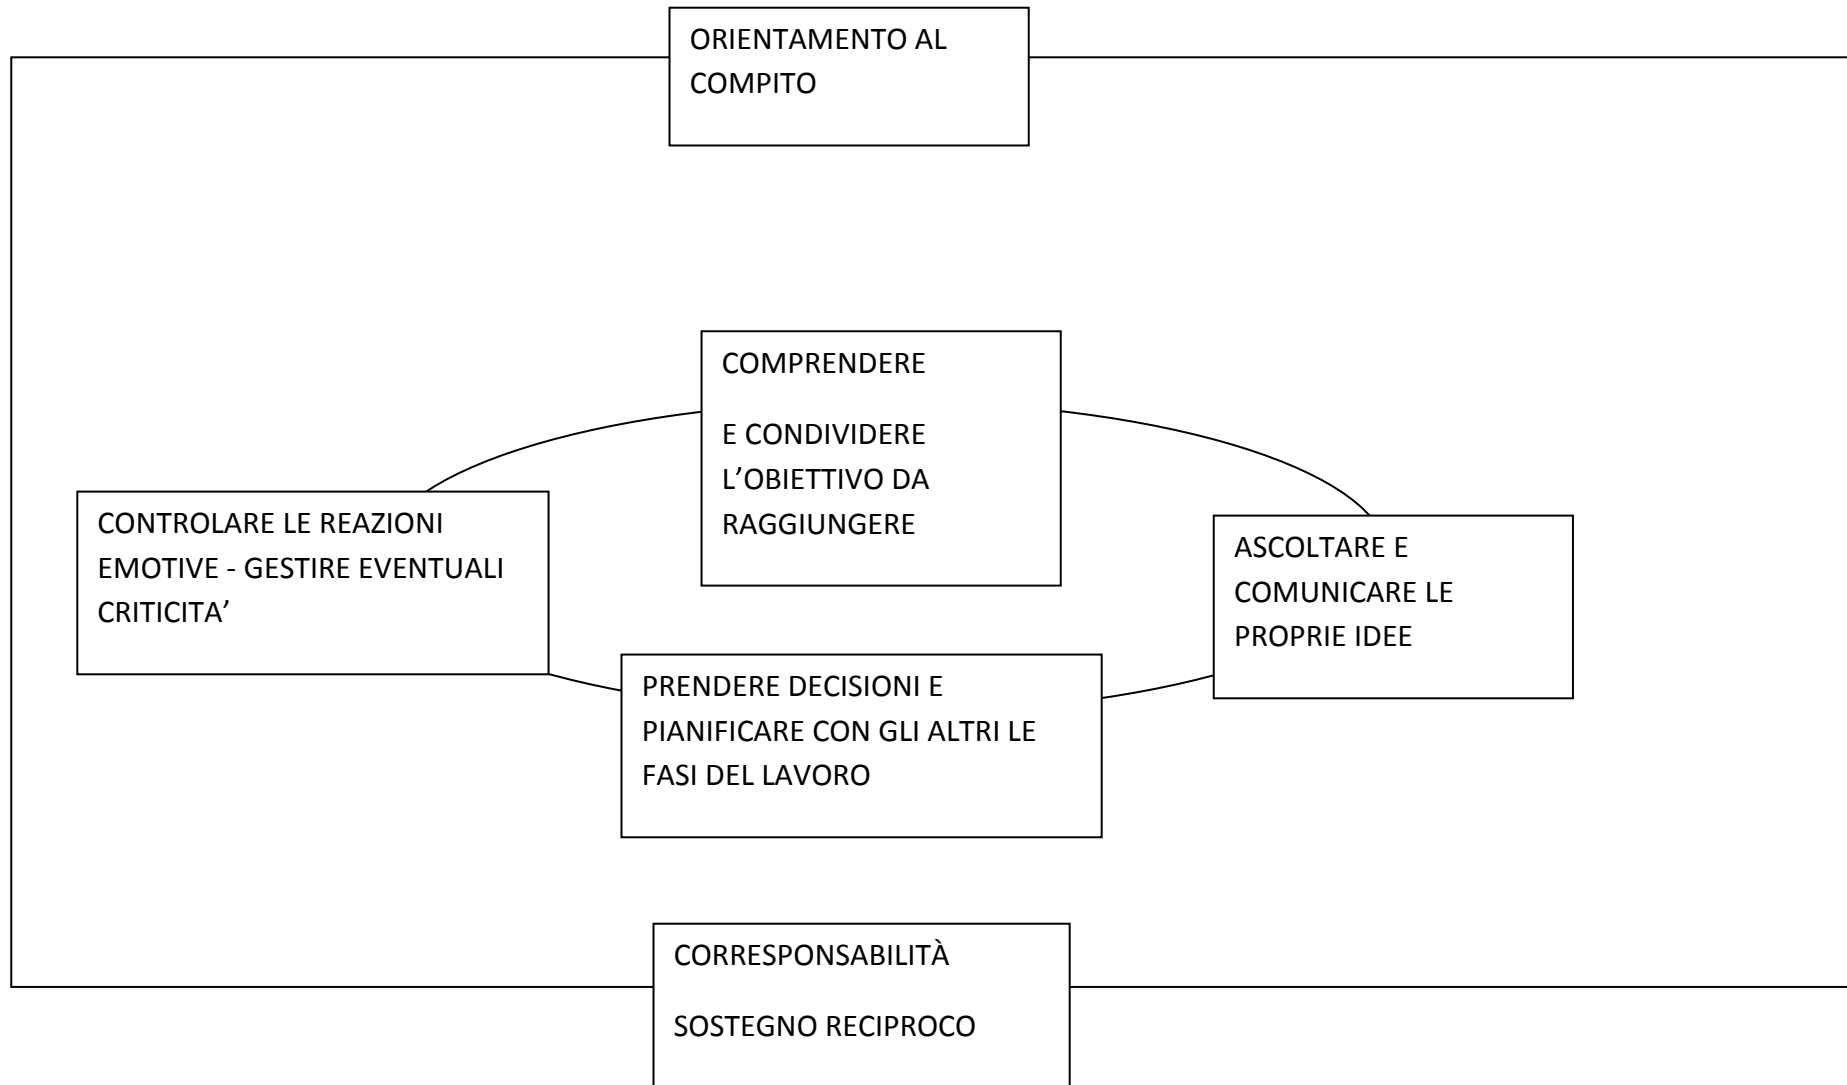 ORIENTAMENTO AL
COMPITO
COMPRENDERE
E CONDIVIDERE
L’OBIETTIVO DA
RAGGIUNGERE
CONTROLARE LE REAZIONI
EMOTIVE - GESTIRE EVENTUALI
CRITICITA’
ASCOLTARE E
COMUNICARE LE
PROPRIE IDEE
PRENDERE DECISIONI E
PIANIFICARE CON GLI ALTRI LE
FASI DEL LAVORO
CORRESPONSABILITÀ
SOSTEGNO RECIPROCO